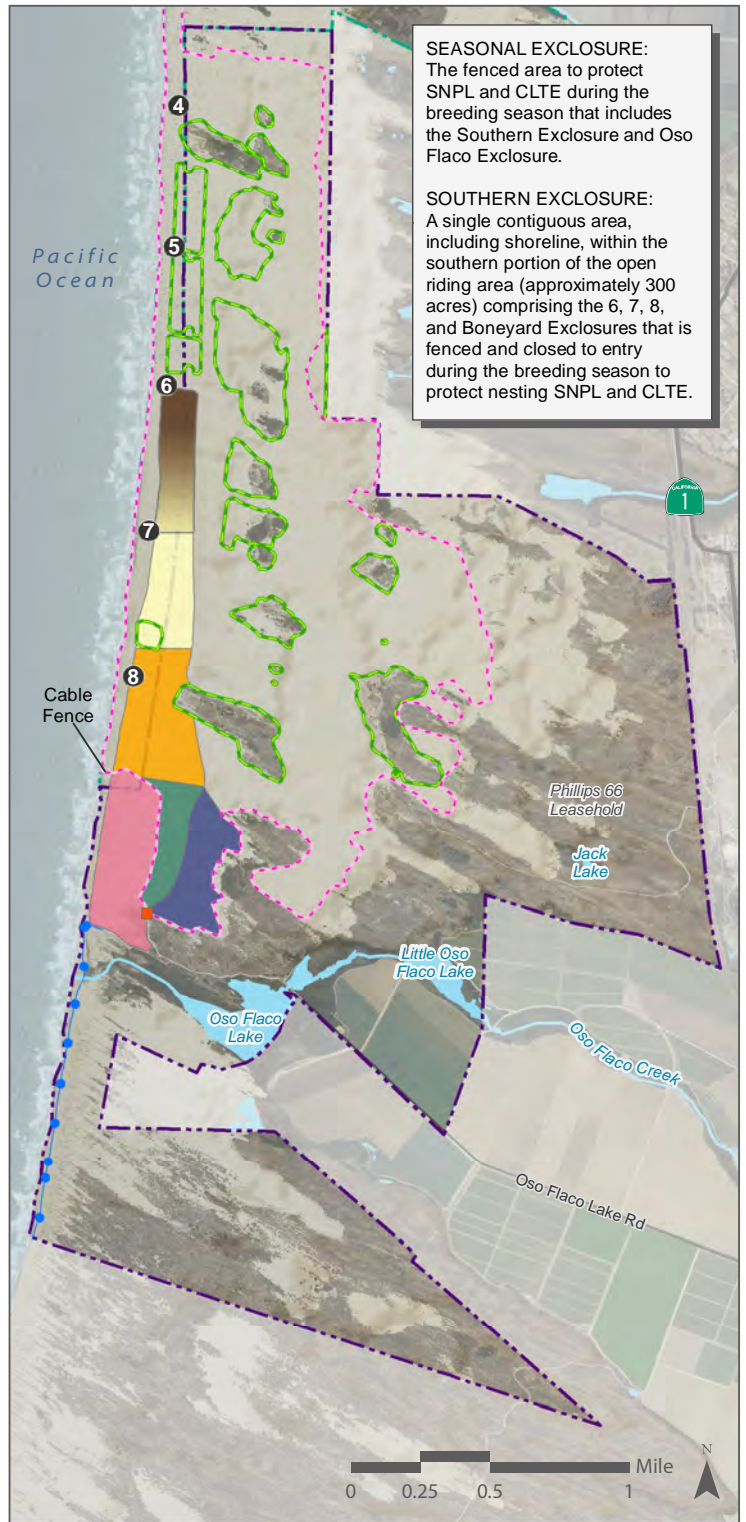 SEASONAL EXCLOSURE:
The fenced area to protect
SNPL and CLTE during the
breeding season that includes
the Southern Exclosure and Oso
Flaco Exclosure.
SOUTHERN EXCLOSURE:
A single contiguous area,
including shoreline, within the
southern portion of the open
riding area (approximately 300
acres) comprising the 6, 7, 8,
and Boneyard Exclosures that is
fenced and closed to entry
during the breeding season to
protect nesting SNPL and CLTE.
4
Pacific
Ocean
5
6
CALIFORNIA
1
7
8
Cable
Fence
Phillips 66
Leasehold
Jack
Lake
Little Oso
Flaco Lake
Oso Flaco
Lake
Oso Flaco Creek
Oso Flaco Lake Rd
N
Mile
0 0.25 0.5 1